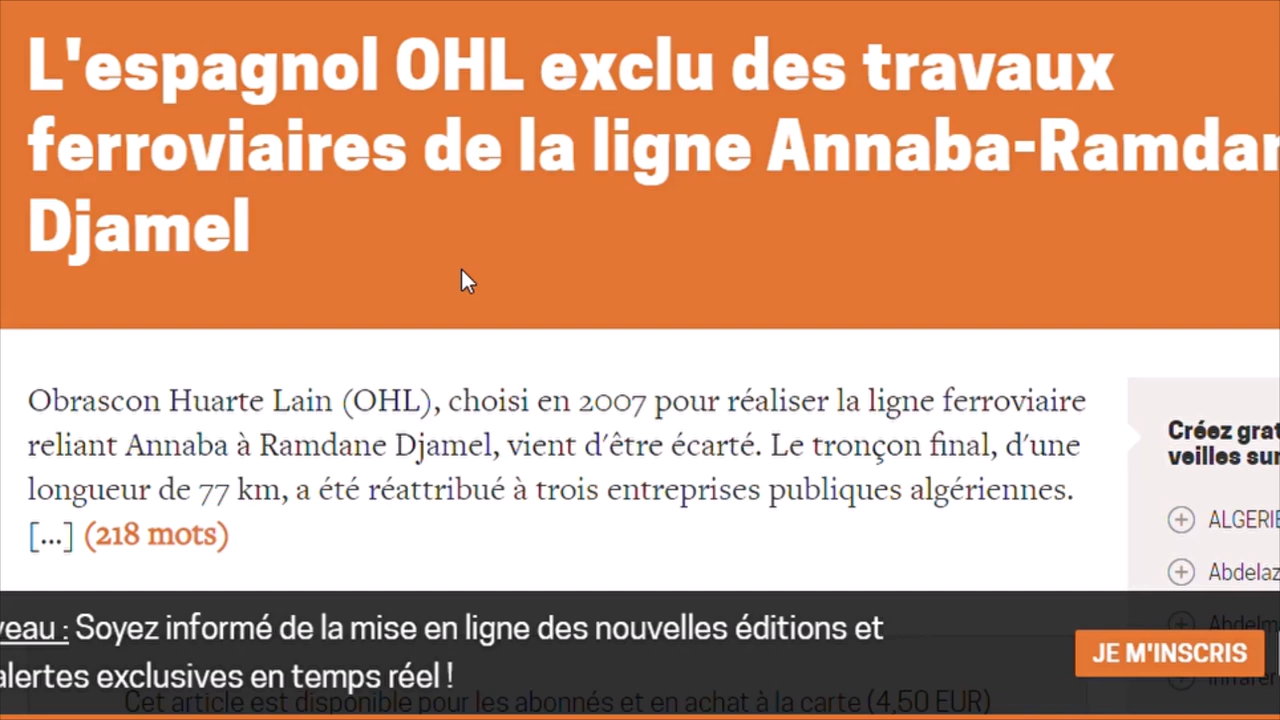 L'espagnol OHL exclu des travaux
ferroviaires de la ligne Annaba-Ramdan
Djamel
Obrascon Huarte Lain (OHL), choisi en 2007 pour réaliser la ligne ferroviaire
reliant Annaba à Ramdane Djamel, vient d'être écarté. Le tronçon final, d'une
longueur de 77 km, a été réattribué à trois entreprises publiques algériennes.
[...] (218 mots)
Créez grat
veilles sur
ALGERIE
Abdelaz
Abdelm
veau : Soyez informé de la mise en ligne des nouvelles éditions et
alertes exclusives en temps réel !
JE M'INSCRIS
Cet article est disponible pour les abonnés et en achat à la carte (4,50 EUR)